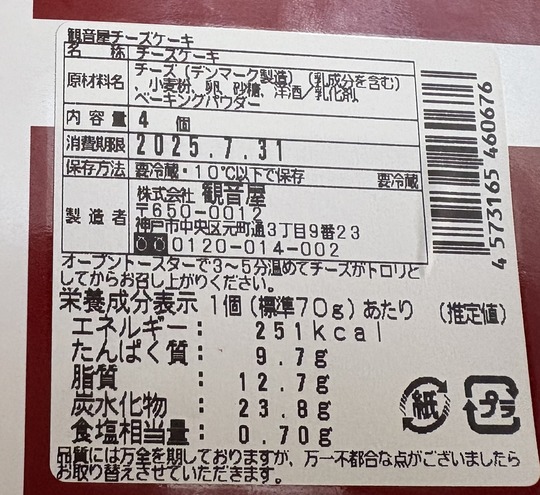 観音屋チーズケーキ
名 称 チーズケーキ
原材料名 チーズ(デンマーク製造)(乳成分を含む)
、小麦粉、卵、砂糖、洋酒/乳化剤、
ベーキングパウダー
内容量 4 個
消費期限 2025.7.31
保存方法 要冷蔵・10℃以下で保存 要冷蔵
製造者 株式会社 観音屋
〒650-0012
神戸市中央区元町通3丁目9番23
0120-014-002
オーブントースターで3~5分温めてチーズがトロリと
してからお召し上がりください。
栄養成分表示 1個(標準70g)あたり (推定値)
エネルギー: 251kcal
たんぱく質: 9.7g
脂質: 12.7g
炭水化物: 23.8g
食塩相当量: 0.70g
品質には万全を期しておりますが、万一不都合な点がございましたら
お取り替えさせていただきます。
4 573165 460676
紙
プラ